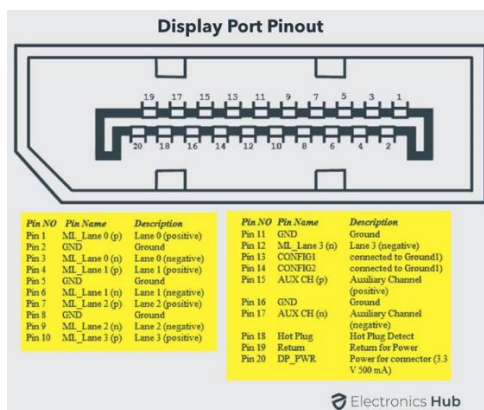 Display Port Pinout
19 17 15 13 11 9 7 5 3 1
20 18 16 14 12 10 8 6 4 2
Pin NO Pin Name Description
Pin 1 ML_Lane 0 (p) Lane 0 (positive)
Pin 2 GND Ground
Pin 3 ML_Lane 0 (n) Lane 0 (negative)
Pin 4 ML_Lane 1 (p) Lane 1 (positive)
Pin 5 GND Ground
Pin 6 ML_Lane 1 (n) Lane 1 (negative)
Pin 7 ML_Lane 2 (p) Lane 2 (positive)
Pin 8 GND Ground
Pin 9 ML_Lane 2 (n) Lane 2 (negative)
Pin 10 ML_Lane 3 (p) Lane 3 (positive)
Pin NO Pin Name Description
Pin 11 GND Ground
Pin 12 ML_Lane 3 (n) Lane 3 (negative)
Pin 13 CONFIG1 connected to Ground1)
Pin 14 CONFIG2 connected to Ground1)
Pin 15 AUX CH (p) Auxiliary Channel
(positive)
Pin 16 GND Ground
Pin 17 AUX CH (n) Auxiliary Channel
(negative)
Pin 18 Hot Plug Hot Plug Detect
Pin 19 Return Return for Power
Pin 20 DP_PWR Power for connector (3.3
V 500 mA)
Electronics Hub